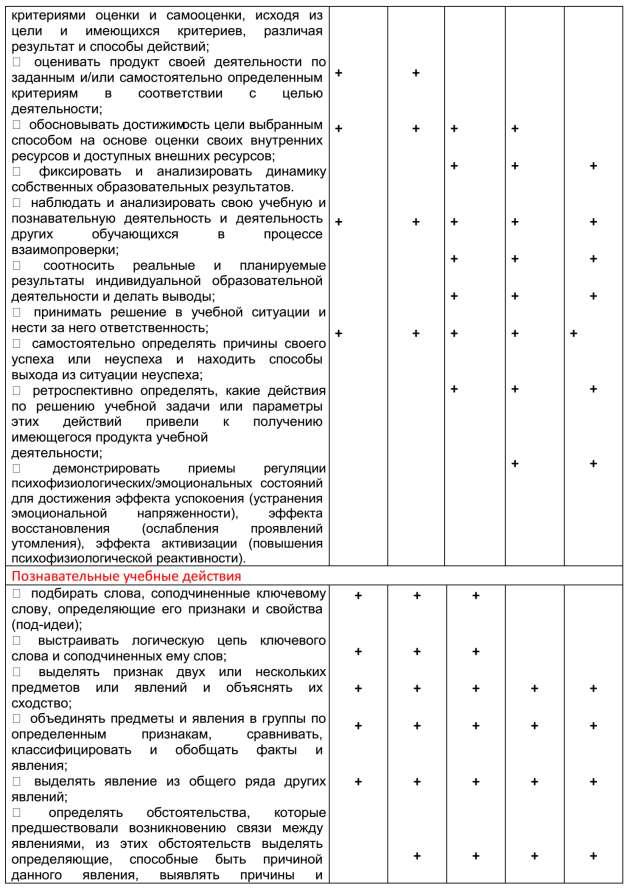 критериями оценки и самооценки, исходя из
цели и имеющихся критериев, различая
результат и способы действий;
□ оценивать продукт своей деятельности по
заданным и/или самостоятельно определенным
+ +
критериям в соответствии с целью
деятельности;
□ обосновывать достижимость цели выбранным
+ + + +
способом на основе оценки своих внутренних
ресурсов и доступных внешних ресурсов;
□ фиксировать и анализировать динамику
+ + +
собственных образовательных результатов.
□ наблюдать и анализировать свою учебную и
познавательную деятельность и деятельность
+ + + + +
других обучающихся в процессе
взаимопроверки;
□ соотносить реальные и планируемые
+ + +
результаты индивидуальной образовательной
деятельности и делать выводы;
+ + +
□ принимать решение в учебной ситуации и
нести за него ответственность;
+ + + + +
□ самостоятельно определять причины своего
успеха или неуспеха и находить способы
выхода из ситуации неуспеха;
□ ретроспективно определять, какие действия
+ + +
по решению учебной задачи или параметры
этих действий привели к получению
имеющегося продукта учебной
деятельности;
□ демонстрировать приемы регуляции
+ +
психофизиологических/эмоциональных состояний
для достижения эффекта успокоения (устранения
эмоциональной напряженности), эффекта
восстановления (ослабления проявлений
утомления), эффекта активизации (повышения
психофизиологической реактивности).
Познавательные учебные действия
□ подбирать слова, соподчиненные ключевому
+ + +
слову, определяющие его признаки и свойства
(под-идеи);
□ выстраивать логическую цепь ключевого
слова и соподчиненных ему слов;
+ + +
□ выделять признак двух или нескольких
предметов или явлений и объяснять их
+ + + + +
сходство;
□ объединять предметы и явления в группы по
+ + + + +
определенным признакам, сравнивать,
классифицировать и обобщать факты и
явления;
□ выделять явление из общего ряда других
+ + + + +
явлений;
□ определять обстоятельства, которые
предшествовали возникновению связи между
явлениями, из этих обстоятельств выделять
определяющие, способные быть причиной
+ + + +
данного явления, выявлять причины и